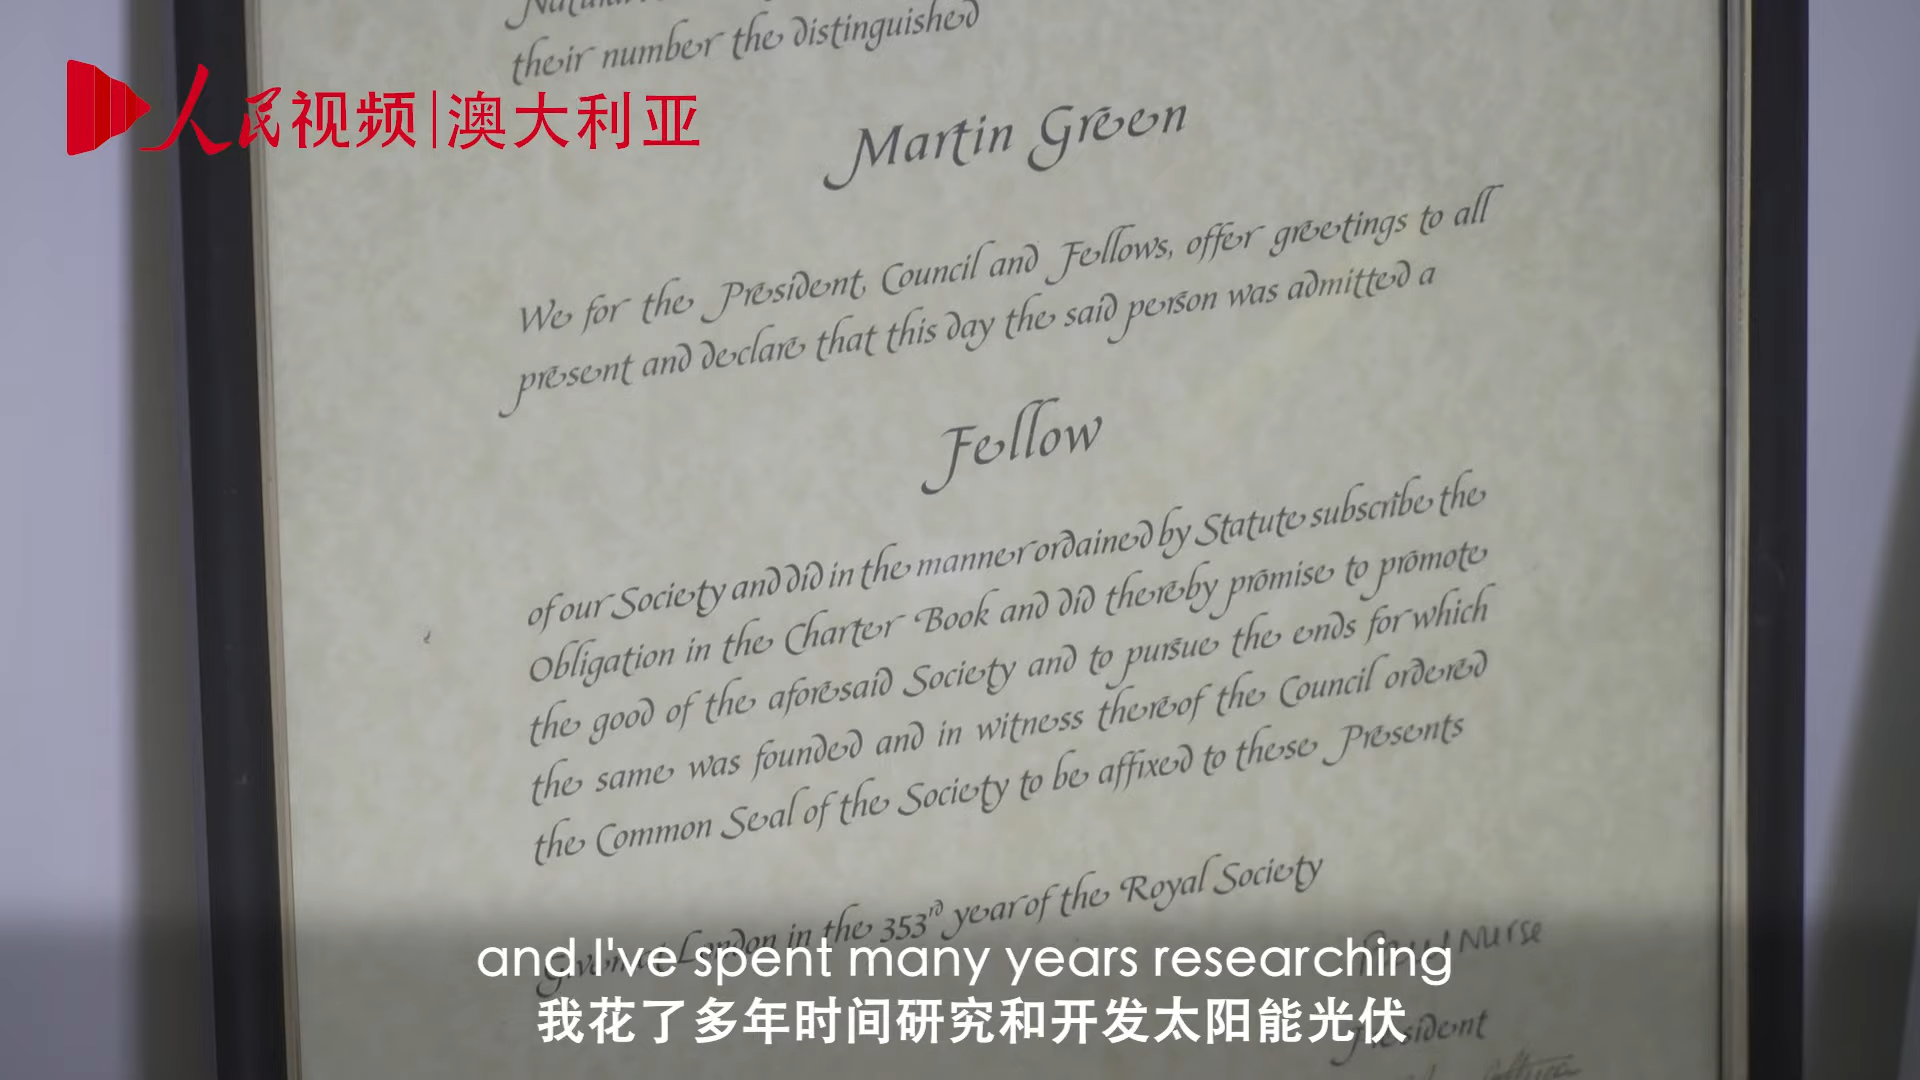 their number the distinguished
人民视频|澳大利亚
Martin Green
We for the President, Council and Fellows, offer greetings to all
present and declare that this day the said person was admitted a
Fellow
of our Society and did in the manner ordained by Statute subscribe the
Obligation in the Charter Book and did thereby promise to promote
the good of the aforesaid Society and to pursue the ends for which
the same was founded and in witness thereof the Council ordered
the Common Seal of the Society to be affixed to these Presents
Given at London in the 353rd year of the Royal Society
Paul Nurse
and I've spent many years researching
我花了多年时间研究和开发太阳能光伏
President